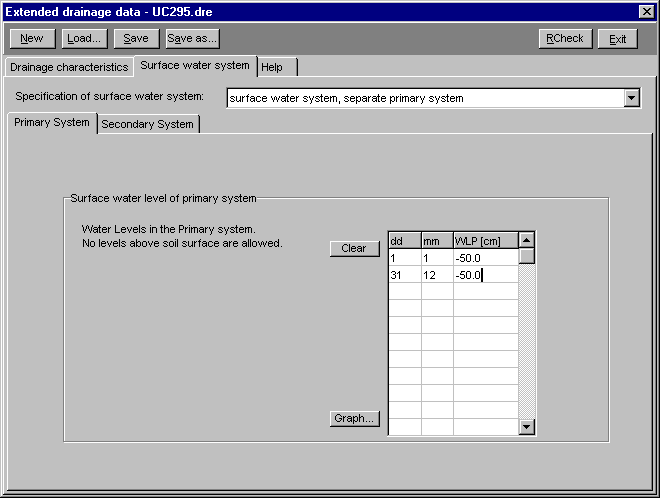 Extended drainage data - UC295.dre
New Load... Save Save as... RCheck Exit
Drainage characteristics Surface water system Help
Specification of surface water system: surface water system, separate primary system
Primary System Secondary System
Surface water level of primary system
Water Levels in the Primary system.
No levels above soil surface are allowed.
Clear
dd mm WLP [cm]
1 1 -50.0
31 12 -50.0
Graph...